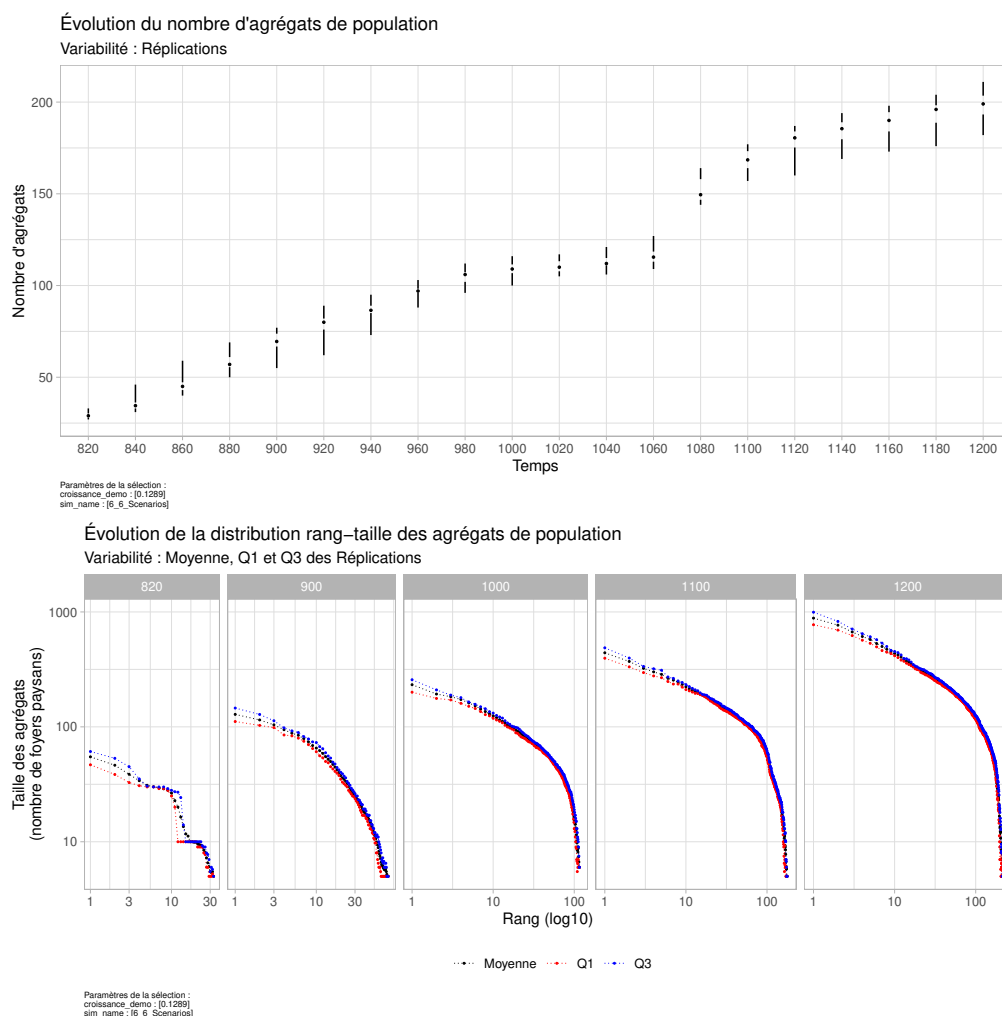 Évolution du nombre d'agrégats de population
Variabilité : Réplications
Nombre d'agrégats
200
150
100
50
820 840 860 880 900 920 940 960 980 1000 1020 1040 1060 1080 1100 1120 1140 1160 1180 1200
Temps
Paramètres de la sélection :
croissance_demo : [0.1289]
sim_name : [6_6_Scenarios]
Évolution de la distribution rang−taille des agrégats de population
Variabilité : Moyenne, Q1 et Q3 des Réplications
820 900 1000 1100 1200
Taille des agrégats
(nombre de foyers paysans)
1000
100
10
1 3 10 30 1 3 10 30 1 10 100 1 10 100 1 10 100
Rang (log10)
Moyenne Q1 Q3
Paramètres de la sélection :
croissance_demo : [0.1289]
sim_name : [6_6_Scenarios]